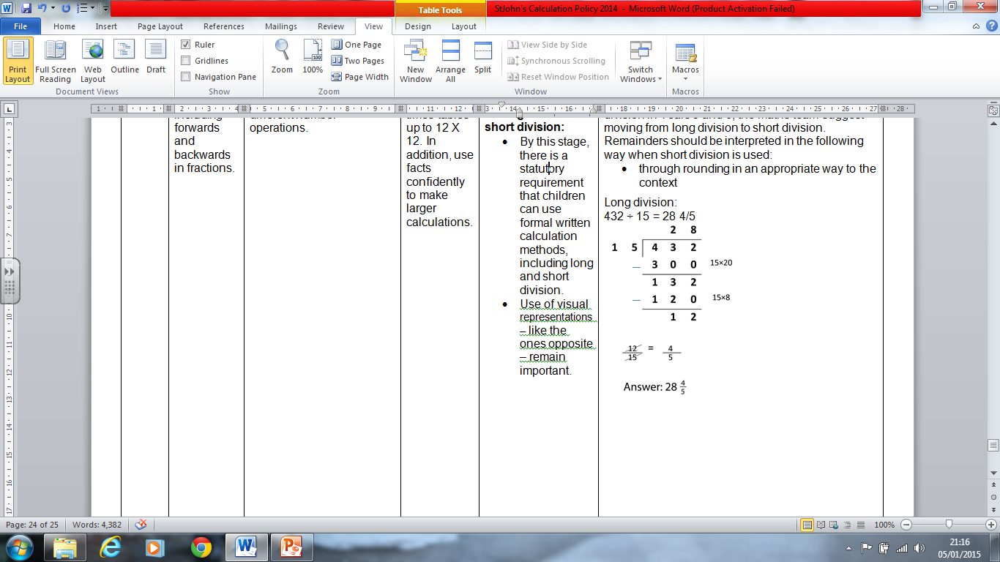 StJohn's Calculation Policy 2014 - Microsoft Word (Product Activation Failed)
Table Tools
File Home Insert Page Layout References Mailings Review View Design Layout
Print Layout
Full Screen Reading
Web Layout
Outline
Draft
Document Views
Ruler
Gridlines
Navigation Pane
Show
Zoom
100%
One Page
Two Pages
Page Width
Zoom
New Window
Arrange All
Split
View Side by Side
Synchronous Scrolling
Reset Window Position
Window
Switch Windows
Macros
Macros
forwards
and
backwards
in fractions.
operations.
up to 12 X
12. In
addition, use
facts
confidently
to make
larger
calculations.
short division:
• By this stage,
there is a
statutory
requirement
that children
can use
formal written
calculation
methods,
including long
and short
division.
• Use of visual
representations
– like the
ones opposite
– remain
important.
moving from long division to short division.
Remainders should be interpreted in the following
way when short division is used:
• through rounding in an appropriate way to the
context
Long division:
432 ÷ 15 = 28 4/5
2 8
1 5 4 3 2
– 3 0 0 15×20
1 3 2
– 1 2 0 15×8
1 2
12/15 = 4/5
Answer: 28 4/5
Page: 24 of 25 Words: 4,382 100%
21:16
05/01/2015